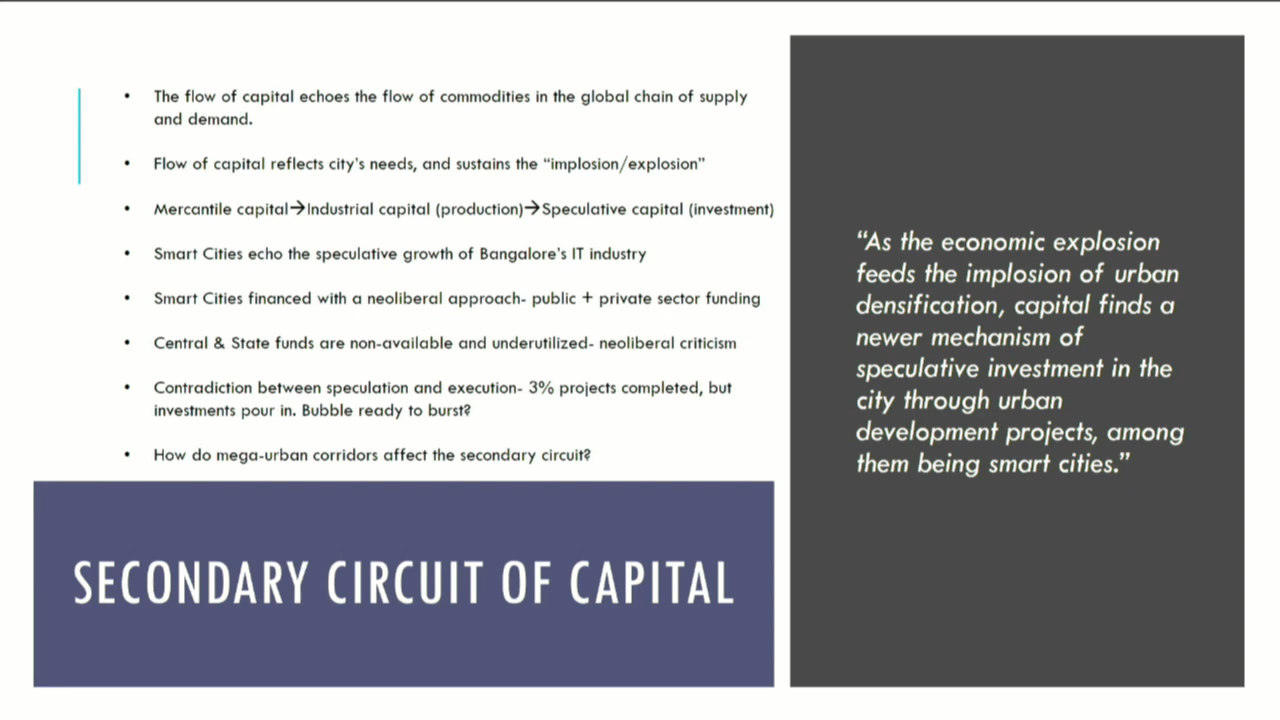 • The flow of capital echoes the flow of commodities in the global chain of supply
and demand.
• Flow of capital reflects city's needs, and sustains the "implosion/explosion"
• Mercantile capital→Industrial capital (production)→Speculative capital (investment)
• Smart Cities echo the speculative growth of Bangalore's IT industry
• Smart Cities financed with a neoliberal approach- public + private sector funding
• Central & State funds are non-available and underutilized- neoliberal criticism
• Contradiction between speculation and execution- 3% projects completed, but
investments pour in. Bubble ready to burst?
• How do mega-urban corridors affect the secondary circuit?
SECONDARY CIRCUIT OF CAPITAL
“As the economic explosion
feeds the implosion of urban
densification, capital finds a
newer mechanism of
speculative investment in the
city through urban
development projects, among
them being smart cities.”